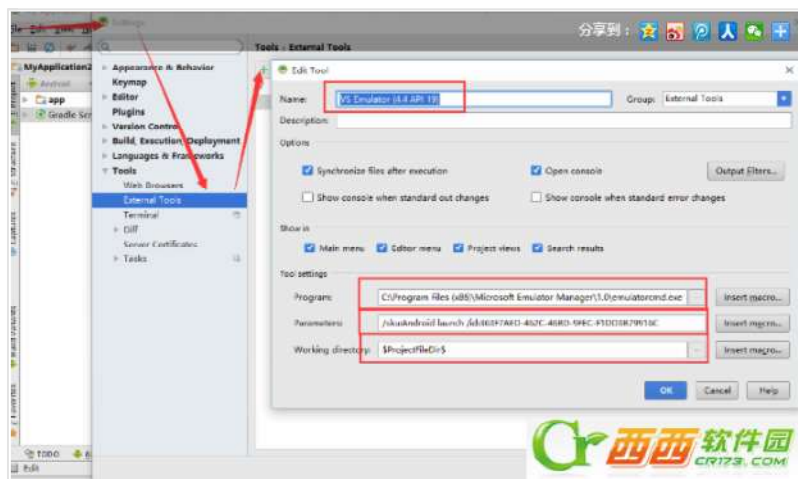 Settings
分享到：
Tools › External Tools
MyApplication2
Android
app
Gradle Scr
Appearance & Behavior
Keymap
Editor
Plugins
Version Control
Build, Execution, Deployment
Languages & Frameworks
Tools
Web Browsers
External Tools
Terminal
Diff
Server Certificates
Tasks
Edit Tool
Name: VS Emulator (4.4 API 19) Group: External Tools
Description:
Options
Synchronize files after execution Open console Output Filters...
Show console when standard out changes Show console when standard error changes
Show in
Main menu Editor menu Project views Search results
Tool settings
Program: C:\Program Files (x86)\Microsoft Emulator Manager\1.0\emulatorcmd.exe Insert macro...
Parameters: Insert macro...
Working directory: $ProjectFileDir$ Insert macro...
OK Cancel Help
TODO
Edit
西西软件园
CR173.COM